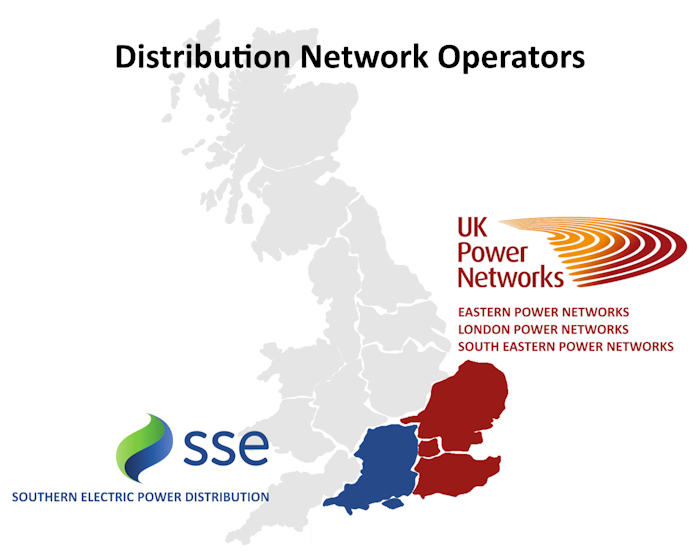 Distribution Network Operators
UK
Power
Networks
EASTERN POWER NETWORKS
LONDON POWER NETWORKS
SOUTH EASTERN POWER NETWORKS
sse
SOUTHERN ELECTRIC POWER DISTRIBUTION